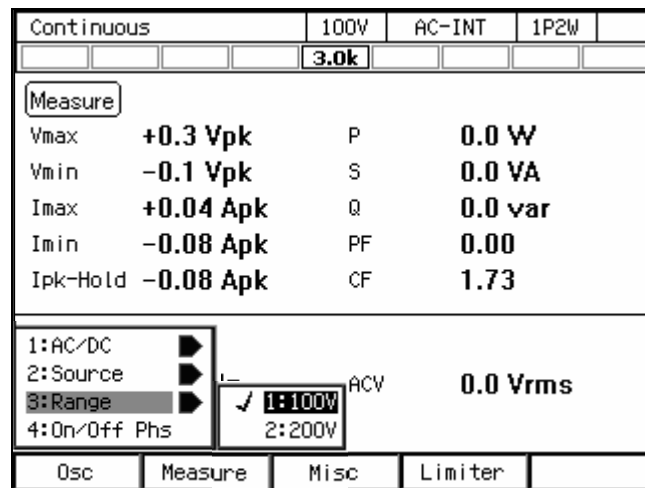 Continuous 100V AC-INT 1P2W
3.0k
Measure
Vmax +0.3 Vpk P 0.0 W
Vmin -0.1 Vpk S 0.0 VA
Imax +0.04 Apk Q 0.0 var
Imin -0.08 Apk PF 0.00
Ipk-Hold -0.08 Apk CF 1.73
1:AC/DC
2:Source
ACV 0.0 Vrms
3:Range ✓ 1:100V
4:On/Off Phs 2:200V
Osc Measure Misc Limiter